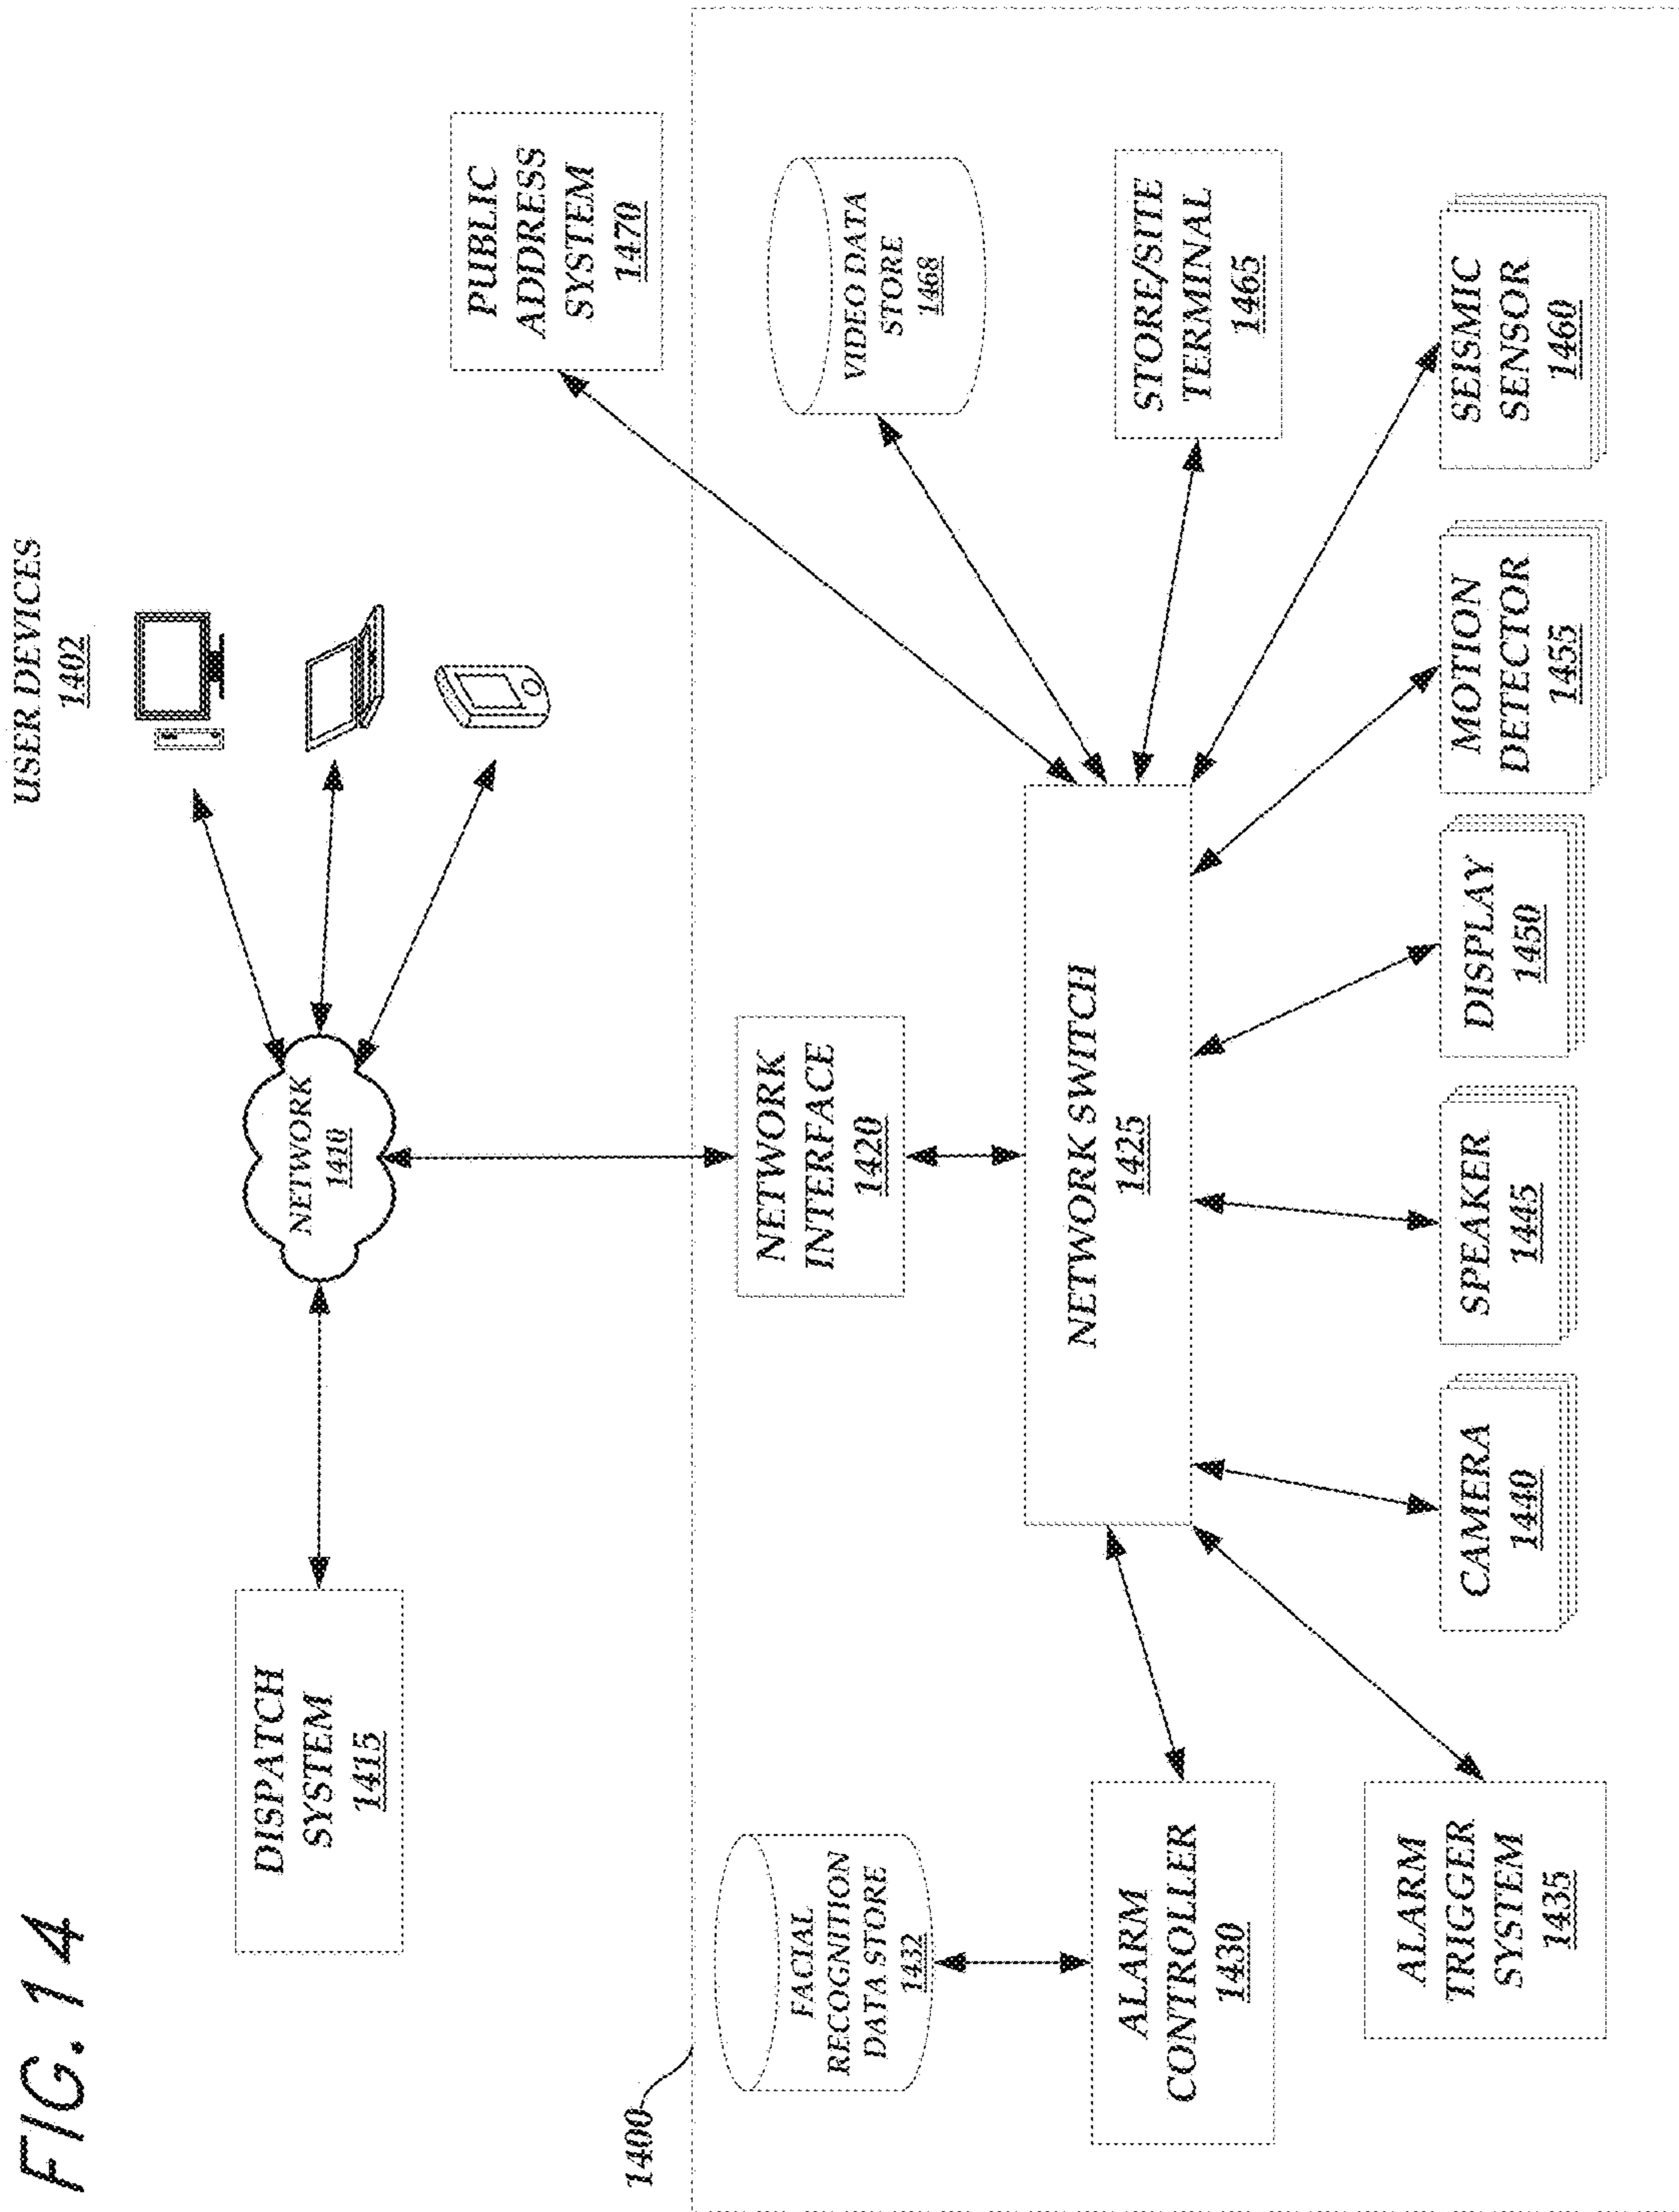 FIG. 14
USER DEVICES
1402
DISPATCH
SYSTEM
1415
NETWORK
1410
PUBLIC
ADDRESS
SYSTEM
1470
1400
FACIAL
RECOGNITION
DATA STORE
1432
NETWORK
INTERFACE
1420
VIDEO DATA
STORE
1468
ALARM
CONTROLLER
1430
NETWORK SWITCH
1425
STORE/SITE
TERMINAL
1465
ALARM
TRIGGER
SYSTEM
1435
CAMERA
1440
SPEAKER
1445
DISPLAY
1450
MOTION
DETECTOR
1455
SEISMIC
SENSOR
1460